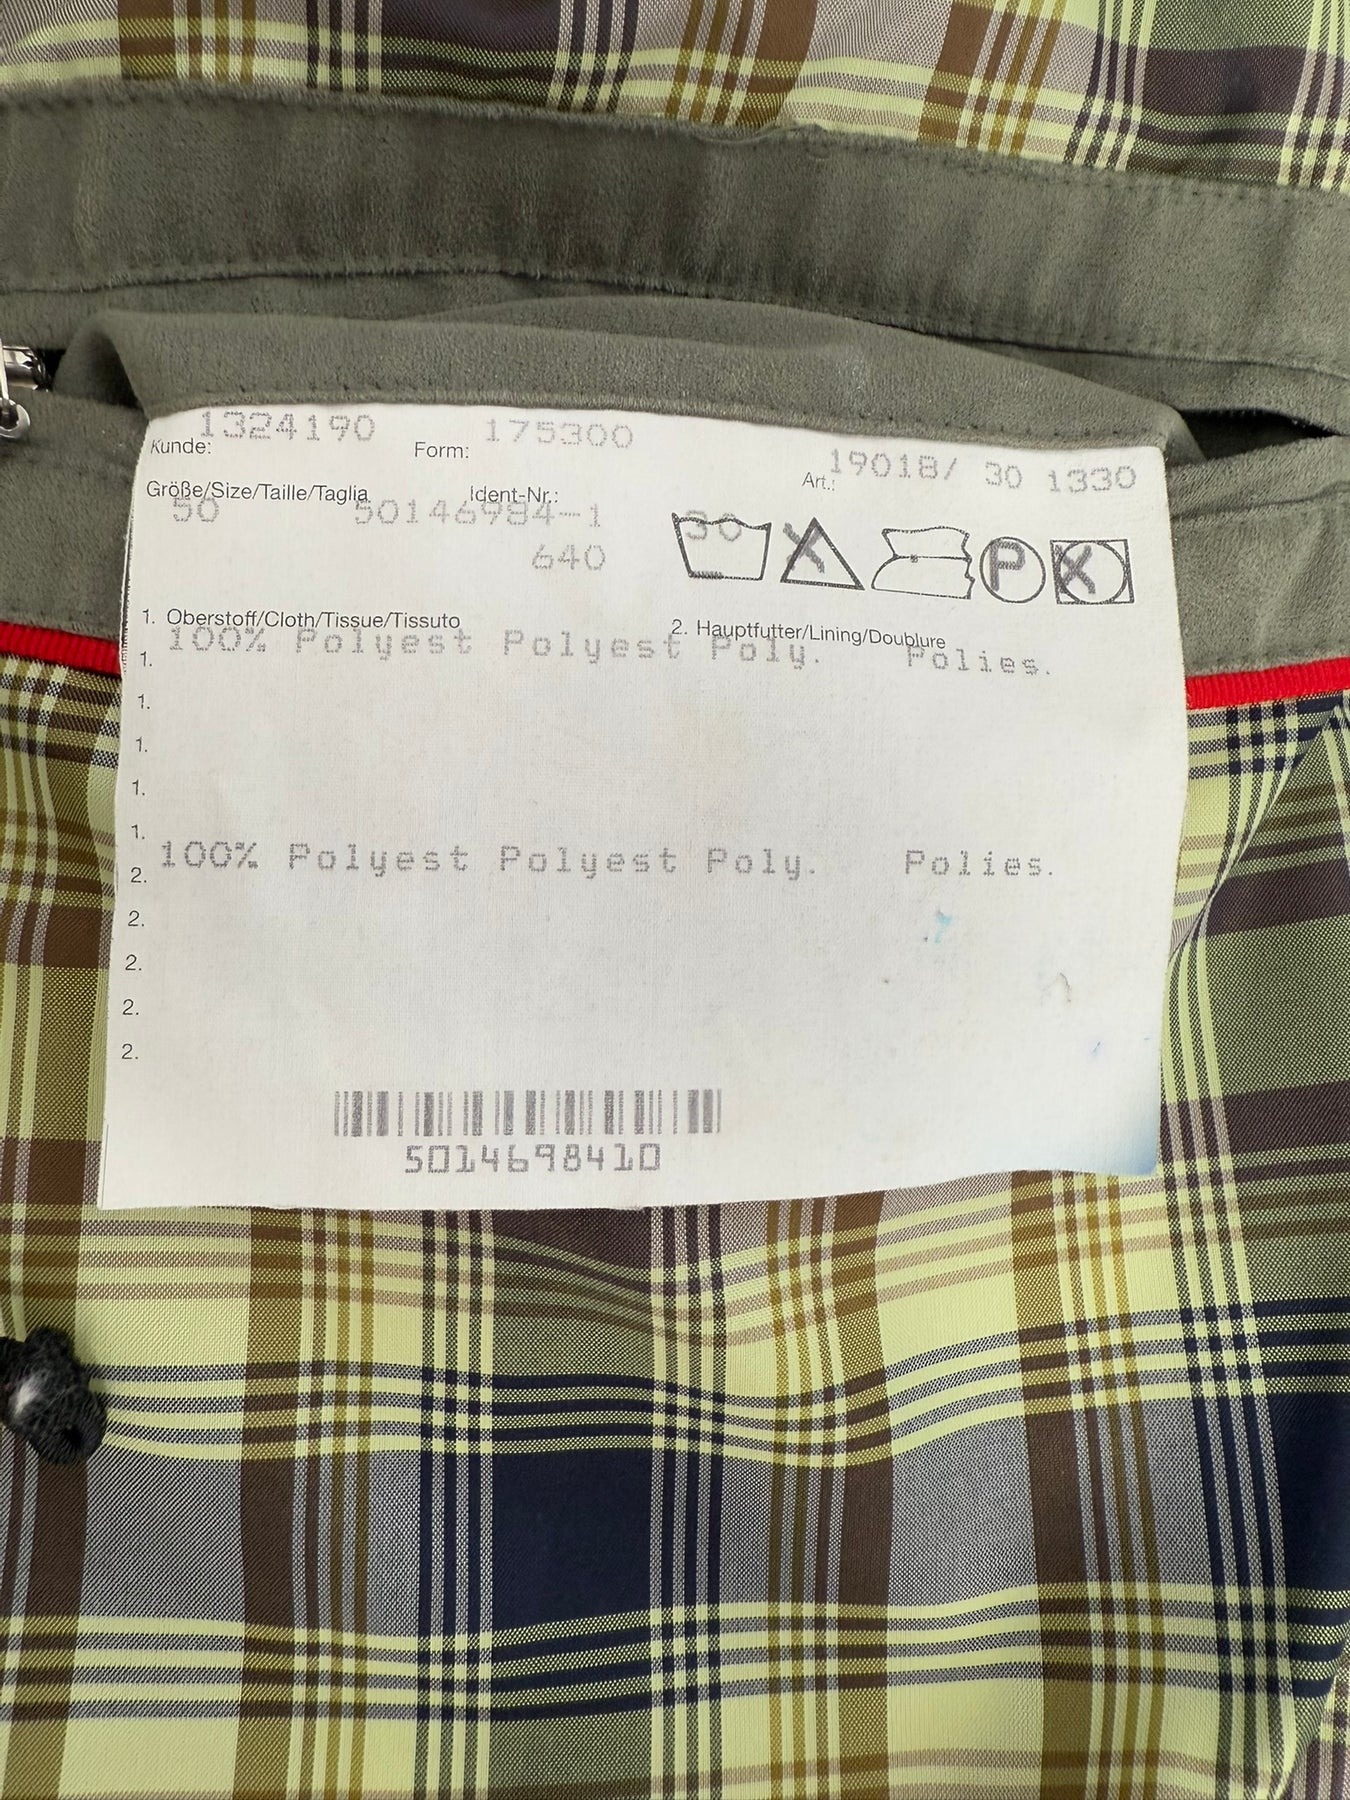 1324190
Kunde:
Form: 175300
Art.: 19018/ 30 1330
Größe/Size/Taille/Taglia
50
Ident-Nr.:
50146984-1
640
30 X P X
1. Oberstoff/Cloth/Tissue/Tissuto
2. Hauptfutter/Lining/Doublure
1. 100% Polyest Polyest Poly. Polies.
1.
1.
1.
1.
2. 100% Polyest Polyest Poly. Polies.
2.
2.
2.
2.
5014698410